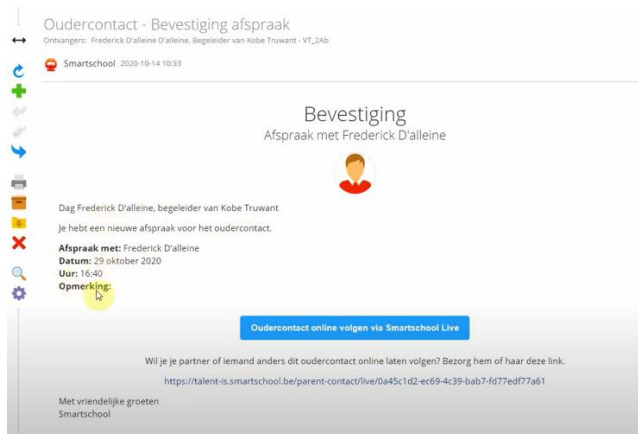 Oudercontact - Bevestiging afspraak
Ontvangers: Frederick D'alleine D'alleine, Begeleider van Kobe Truwant - VT_2Ab
Smartschool 2020-10-14 10:33
Bevestiging
Afspraak met Frederick D'alleine
Dag Frederick D'alleine, begeleider van Kobe Truwant
Je hebt een nieuwe afspraak voor het oudercontact.
Afspraak met: Frederick D'alleine
Datum: 29 oktober 2020
Uur: 16:40
Opmerking:
Oudercontact online volgen via Smartschool Live
Wil je je partner of iemand anders dit oudercontact online laten volgen? Bezorg hem of haar deze link.
https://talent-is.smartschool.be/parent-contact/live/0a45c1d2-ec69-4c39-bab7-fd77edf77a61
Met vriendelijke groeten
Smartschool